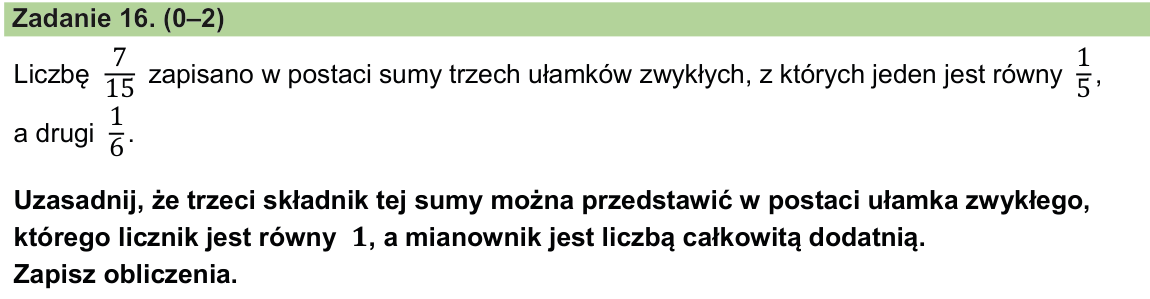 Zadanie 16. (0–2)
Liczbę 7/15 zapisano w postaci sumy trzech ułamków zwykłych, z których jeden jest równy 1/5,
a drugi 1/6.
Uzasadnij, że trzeci składnik tej sumy można przedstawić w postaci ułamka zwykłego,
którego licznik jest równy 1, a mianownik jest liczbą całkowitą dodatnią.
Zapisz obliczenia.